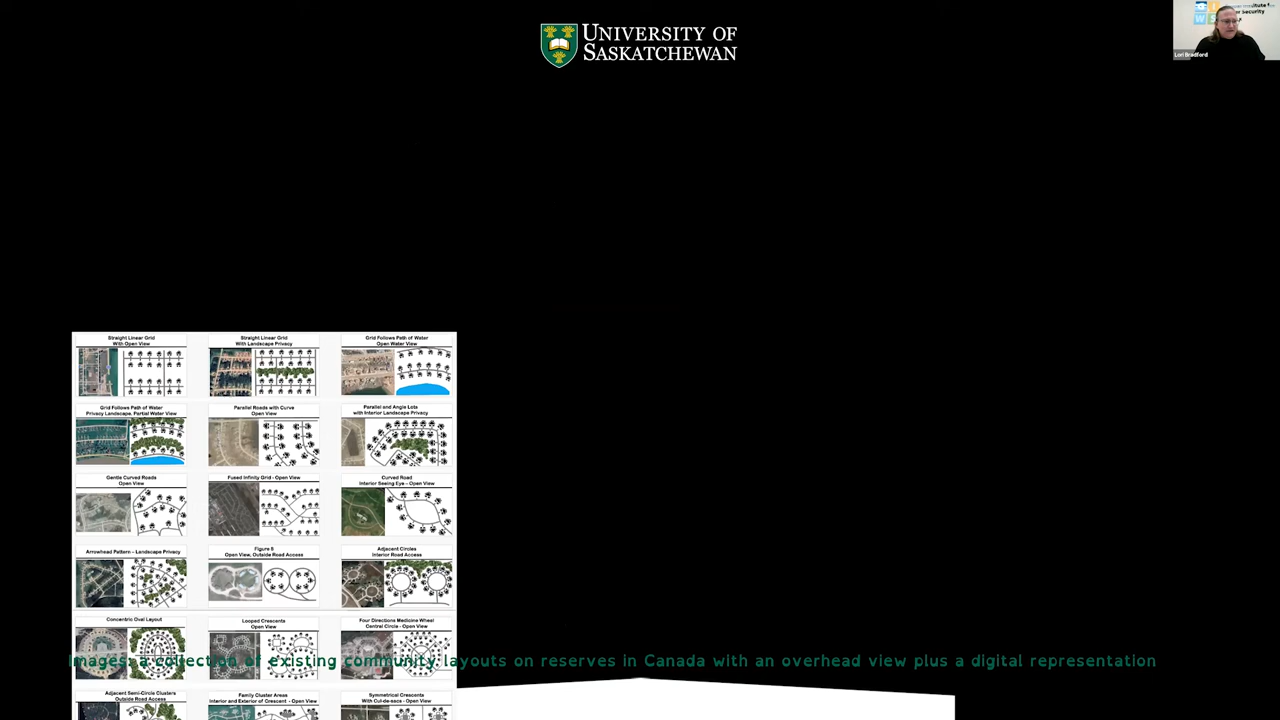 UNIVERSITY OF
SASKATCHEWAN
Lori Bradford
Straight Linear Grid
With Open View
Straight Linear Grid
With Landscape Privacy
Grid Follows Path of Water
Open Water View
Grid Follows Path of Water
Privacy Landscape, Partial Water View
Parallel Roads with Curve
Open View
Parallel and Angle Lots
with Interior Landscape Privacy
Gentle Curved Roads
Open View
Fused Infinity Grid - Open View
Curved Road
Interior Seeing Eye - Open View
Arrowhead Pattern – Landscape Privacy
Figure 8
Open View, Outside Road Access
Adjacent Circles
Interior Road Access
Concentric Oval Layout
Looped Crescents
Open View
Four Directions Medicine Wheel
Central Circle - Open View
Images: a collection of existing community layouts on reserves in Canada with an overhead view plus a digital representation
Adjacent Semi-Circle Clusters
Outside Road Access
Family Cluster Areas
Interior and Exterior of Crescent - Open View
Symmetrical Crescents
With Cul-de-sacs - Open View